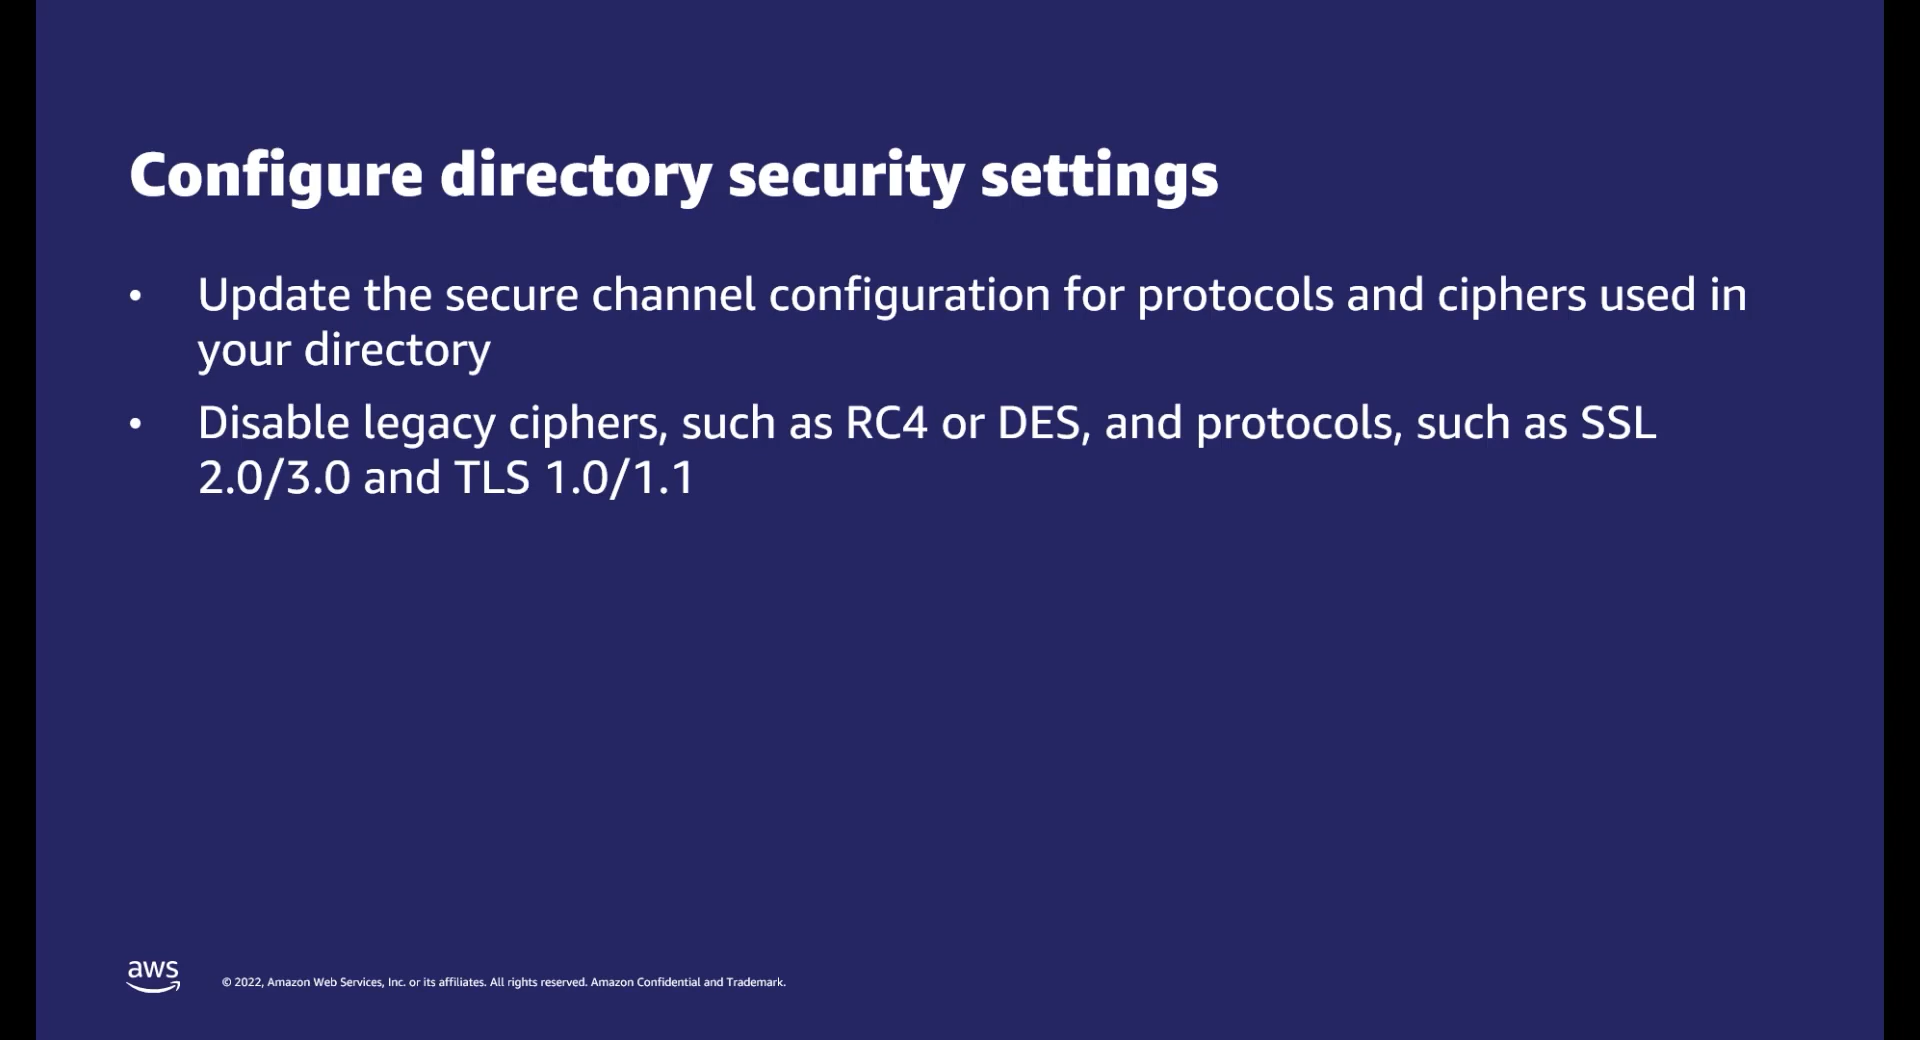 Configure directory security settings
• Update the secure channel configuration for protocols and ciphers used in
your directory
• Disable legacy ciphers, such as RC4 or DES, and protocols, such as SSL
2.0/3.0 and TLS 1.0/1.1
aws
© 2022, Amazon Web Services, Inc. or its affiliates. All rights reserved. Amazon Confidential and Trademark.